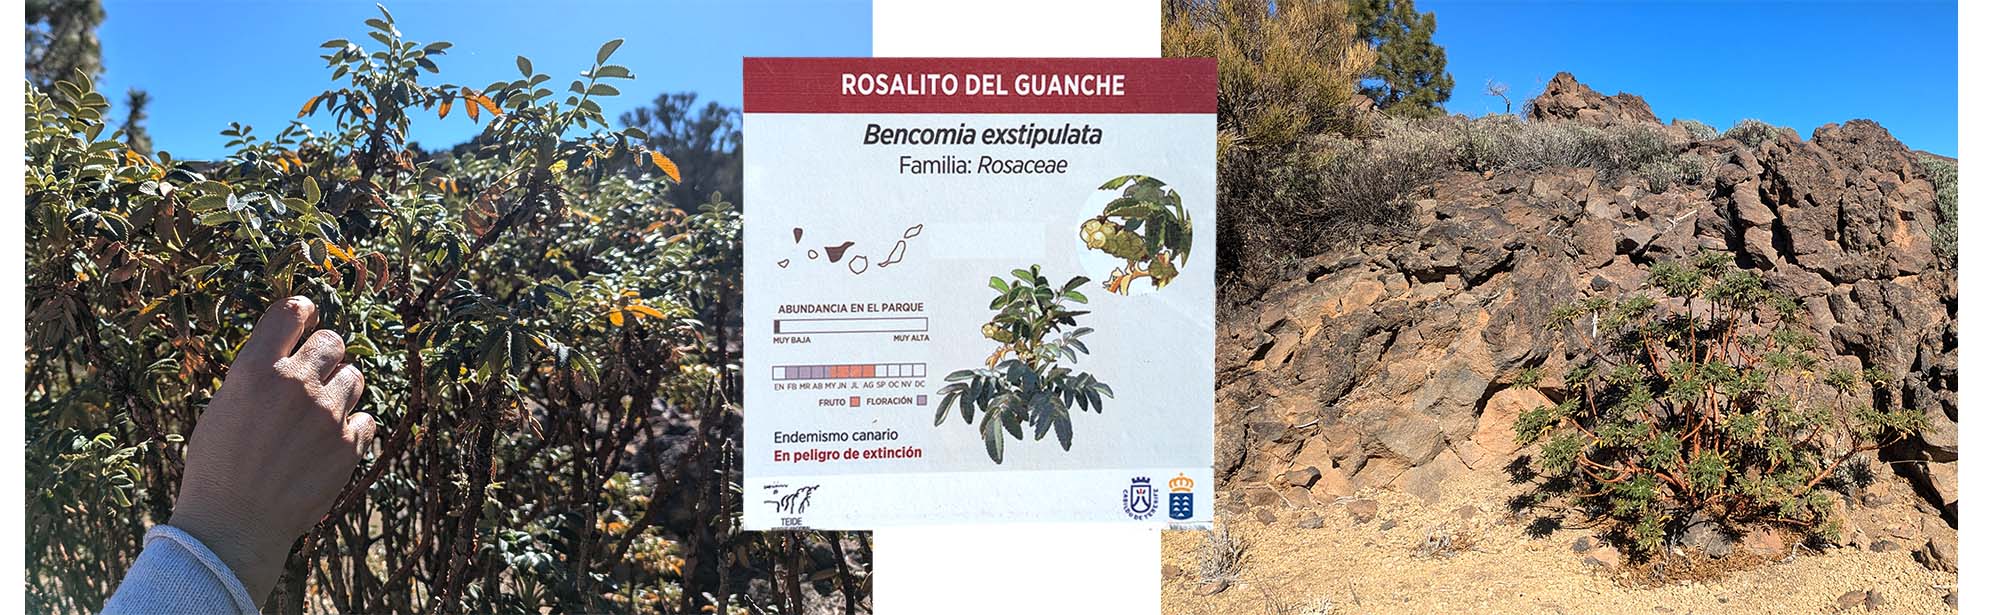 ROSALITO DEL GUANCHE
Bencomia exstipulata
Familia: Rosaceae
ABUNDANCIA EN EL PARQUE
MUY BAJA MUY ALTA
EN FB MR AB MY JN JL AG SP OC NV DC
FRUTO FLORACIÓN
Endemismo canario
En peligro de extinción
TEIDE
CABILDO DE TENERIFE